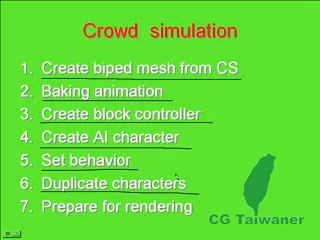 Crowd simulation
1. Create biped mesh from CS
2. Baking animation
3. Create block controller
4. Create AI character
5. Set behavior
6. Duplicate characters
7. Prepare for rendering
CG Taiwaner